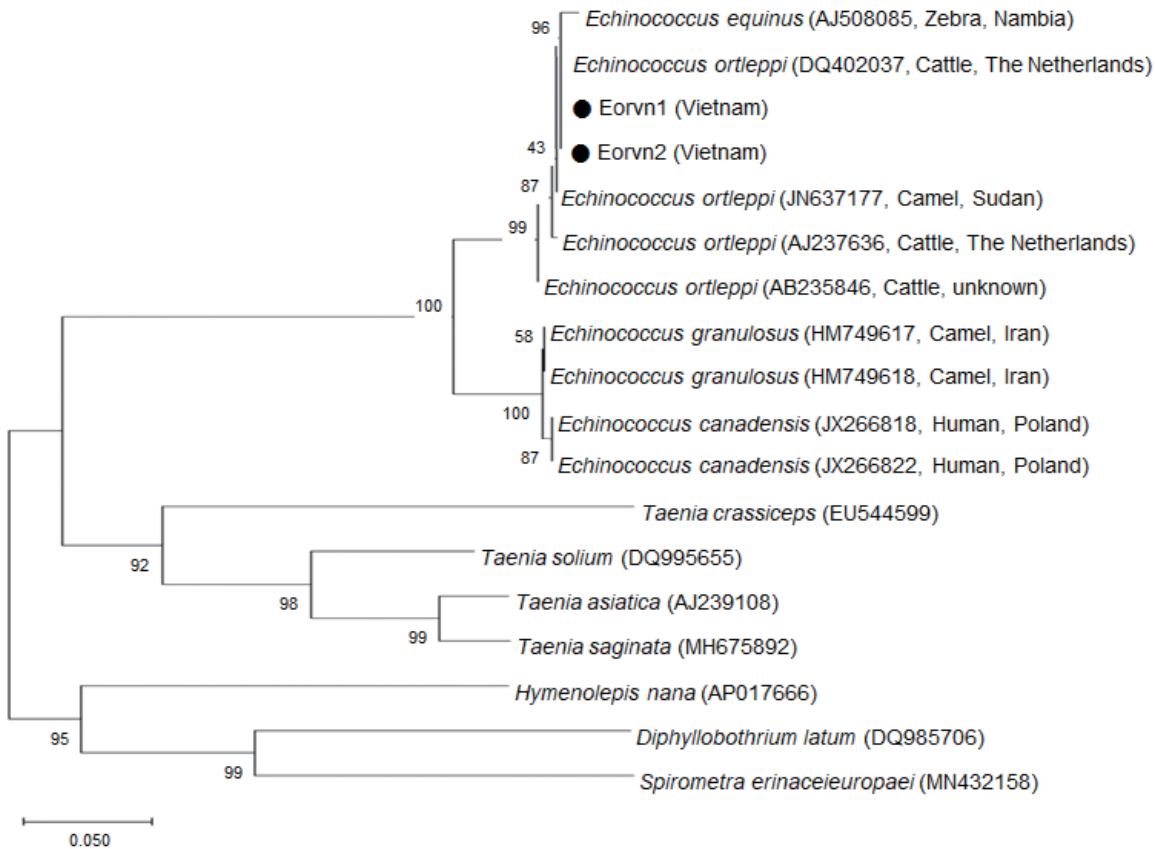 96
Echinococcus equinus (AJ508085, Zebra, Nambia)
Echinococcus ortleppi (DQ402037, Cattle, The Netherlands)
Eorvn1 (Vietnam)
43
Eorvn2 (Vietnam)
87
Echinococcus ortleppi (JN637177, Camel, Sudan)
99
Echinococcus ortleppi (AJ237636, Cattle, The Netherlands)
Echinococcus ortleppi (AB235846, Cattle, unknown)
100
58
Echinococcus granulosus (HM749617, Camel, Iran)
Echinococcus granulosus (HM749618, Camel, Iran)
100
Echinococcus canadensis (JX266818, Human, Poland)
87
Echinococcus canadensis (JX266822, Human, Poland)
Taenia crassiceps (EU544599)
92
Taenia solium (DQ995655)
98
Taenia asiatica (AJ239108)
99
Taenia saginata (MH675892)
Hymenolepis nana (AP017666)
95
Diphyllobothrium latum (DQ985706)
99
Spirometra erinaceieuropaei (MN432158)
0.050